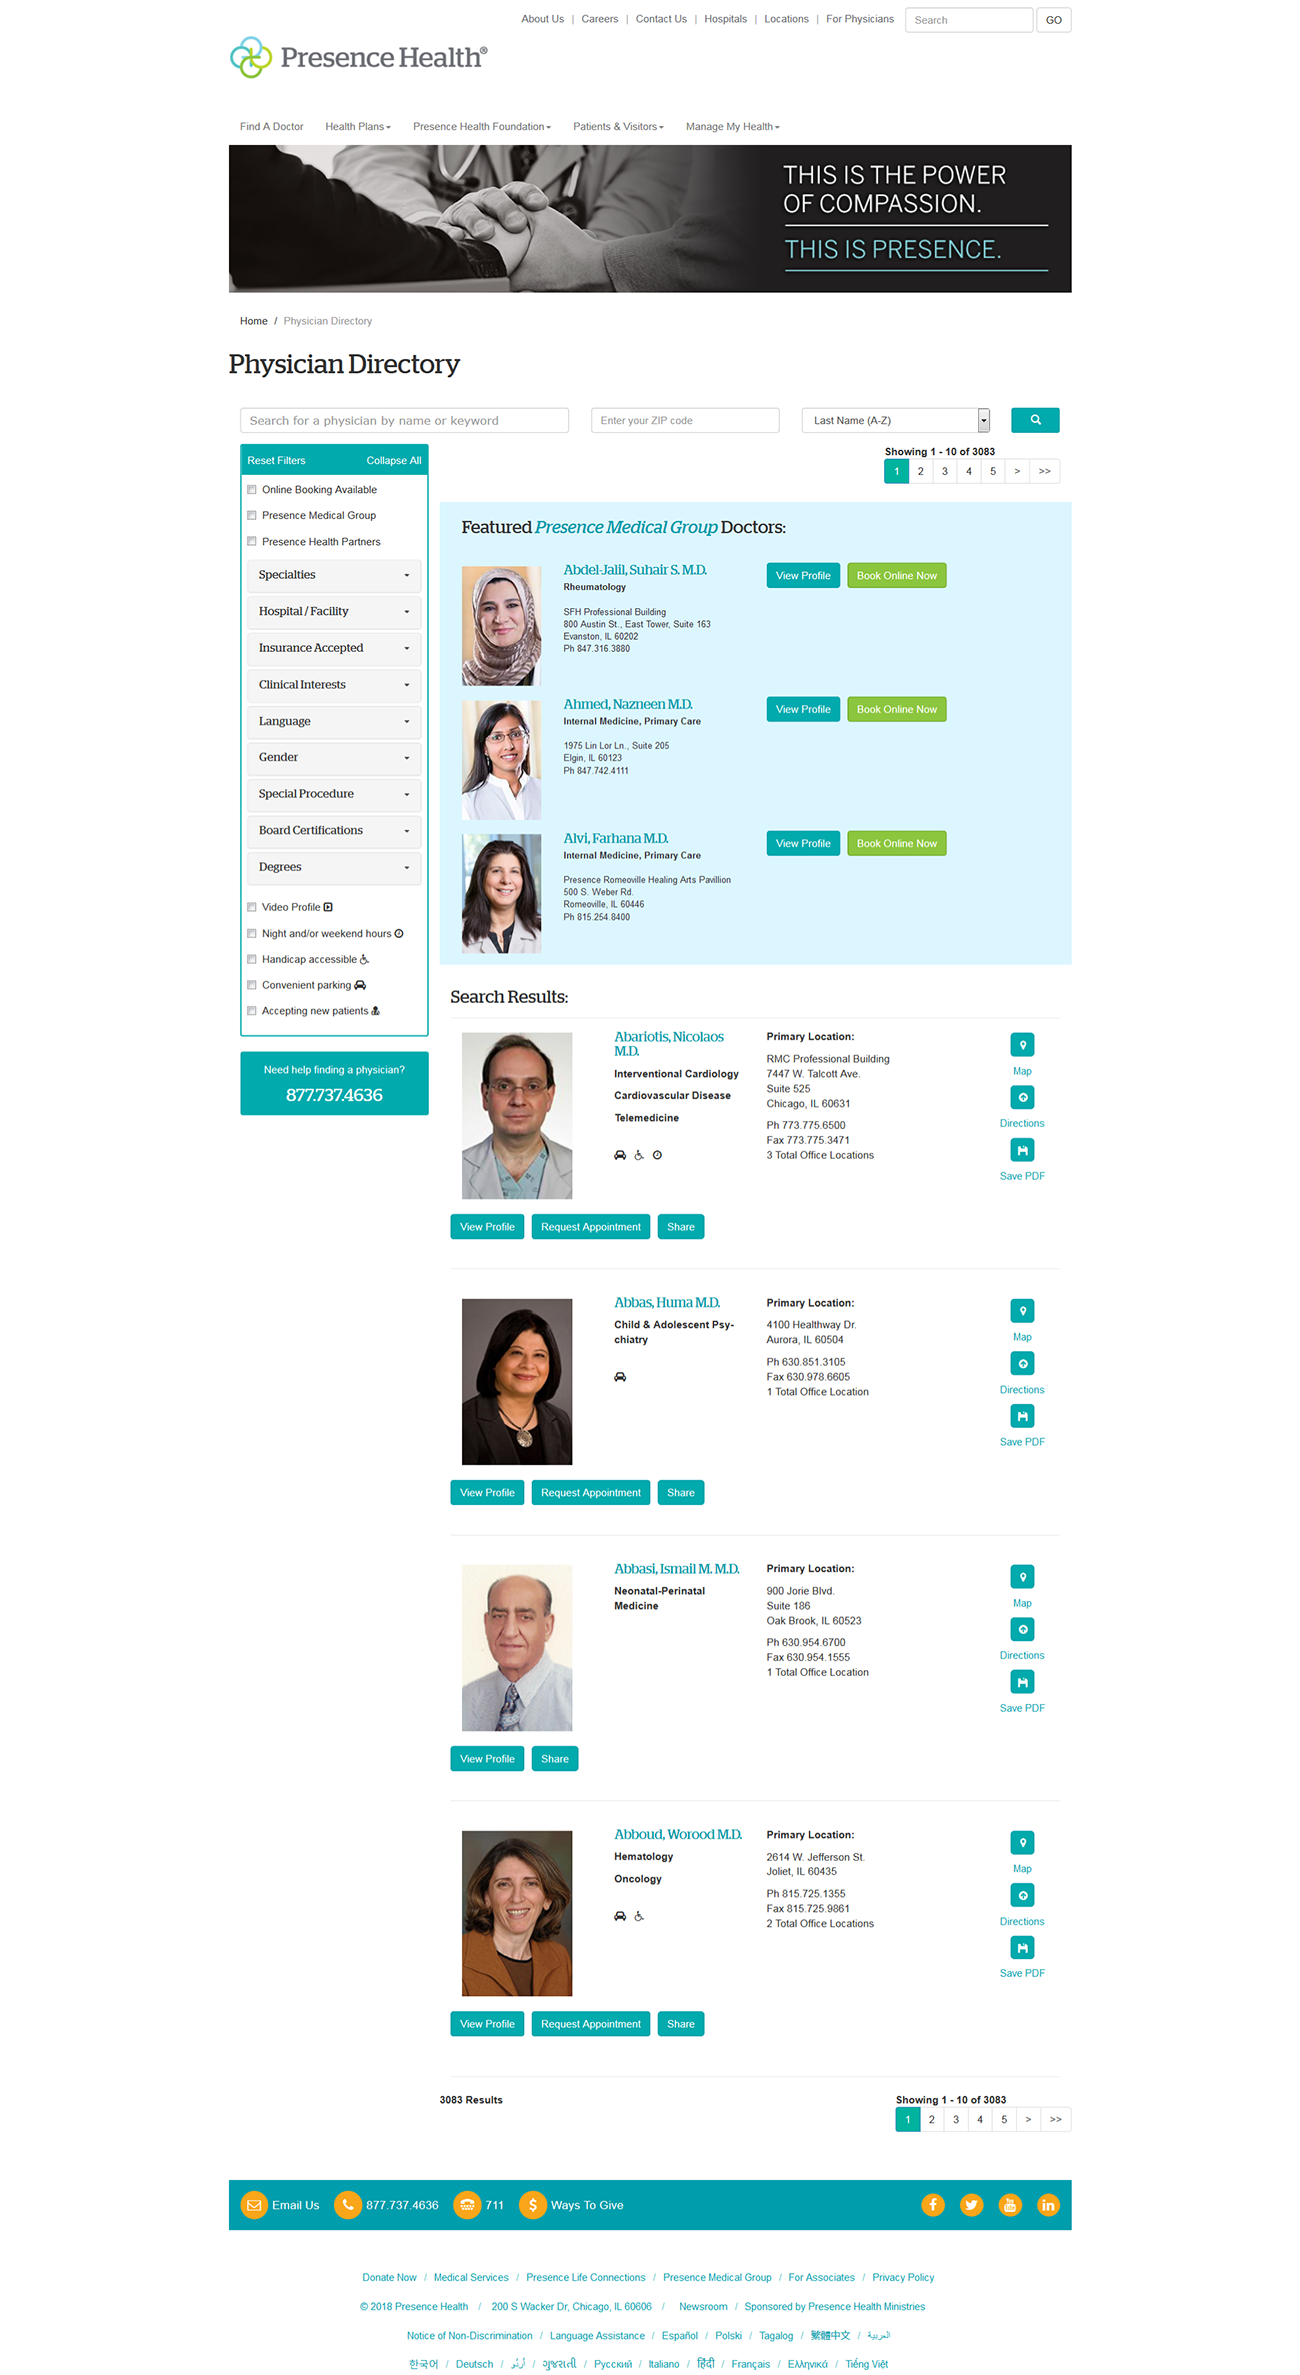 About Us | Careers | Contact Us | Hospitals | Locations | For Physicians
Search
GO
Presence Health®
Find A Doctor
Health Plans
Presence Health Foundation
Patients & Visitors
Manage My Health
THIS IS THE POWER
OF COMPASSION.
THIS IS PRESENCE.
Home / Physician Directory
Physician Directory
Search for a physician by name or keyword
Enter your ZIP code
Last Name (A-Z)
Reset Filters
Collapse All
Online Booking Available
Presence Medical Group
Presence Health Partners
Specialties
Hospital / Facility
Insurance Accepted
Clinical Interests
Language
Gender
Special Procedure
Board Certifications
Degrees
Video Profile
Night and/or weekend hours
Handicap accessible
Convenient parking
Accepting new patients
Need help finding a physician?
877.737.4636
Showing 1 - 10 of 3083
1 2 3 4 5 > >>
Featured Presence Medical Group Doctors:
Abdel-Jalil, Suhair S. M.D.
Rheumatology
SFH Professional Building
800 Austin St., East Tower, Suite 163
Evanston, IL 60202
Ph 847.316.3880
View Profile
Book Online Now
Ahmed, Nazneen M.D.
Internal Medicine, Primary Care
1975 Lin Lor Ln., Suite 205
Elgin, IL 60123
Ph 847.742.4111
View Profile
Book Online Now
Alvi, Farhana M.D.
Internal Medicine, Primary Care
Presence Romeoville Healing Arts Pavillion
500 S. Weber Rd.
Romeoville, IL 60446
Ph 815.254.8400
View Profile
Book Online Now
Search Results:
Abariotis, Nicolaos
M.D.
Interventional Cardiology
Cardiovascular Disease
Telemedicine
Primary Location:
RMC Professional Building
7447 W. Talcott Ave.
Suite 525
Chicago, IL 60631
Ph 773.775.6500
Fax 773.775.3471
3 Total Office Locations
Map
Directions
Save PDF
View Profile
Request Appointment
Share
Abbas, Huma M.D.
Child & Adolescent Psy-
chiatry
Primary Location:
4100 Healthway Dr.
Aurora, IL 60504
Ph 630.851.3105
Fax 630.978.6605
1 Total Office Location
Map
Directions
Save PDF
View Profile
Request Appointment
Share
Abbasi, Ismail M. M.D.
Neonatal-Perinatal
Medicine
Primary Location:
900 Jorie Blvd.
Suite 186
Oak Brook, IL 60523
Ph 630.954.6700
Fax 630.954.1555
1 Total Office Location
Map
Directions
Save PDF
View Profile
Share
Abboud, Worood M.D.
Hematology
Oncology
Primary Location:
2614 W. Jefferson St.
Joliet, IL 60435
Ph 815.725.1355
Fax 815.725.9861
2 Total Office Locations
Map
Directions
Save PDF
View Profile
Request Appointment
Share
3083 Results
Showing 1 - 10 of 3083
1 2 3 4 5 > >>
Email Us
877.737.4636
711
$ Ways To Give
Donate Now / Medical Services / Presence Life Connections / Presence Medical Group / For Associates / Privacy Policy
© 2018 Presence Health / 200 S Wacker Dr, Chicago, IL 60606 / Newsroom / Sponsored by Presence Health Ministries
Notice of Non-Discrimination / Language Assistance / Español / Polski / Tagalog / 繁體中文 / العربية
한국어 / Deutsch / اُردُو / ગુજરાતી / Русский / Italiano / हिंदी / Français / Ελληνικά / Tiếng Việt